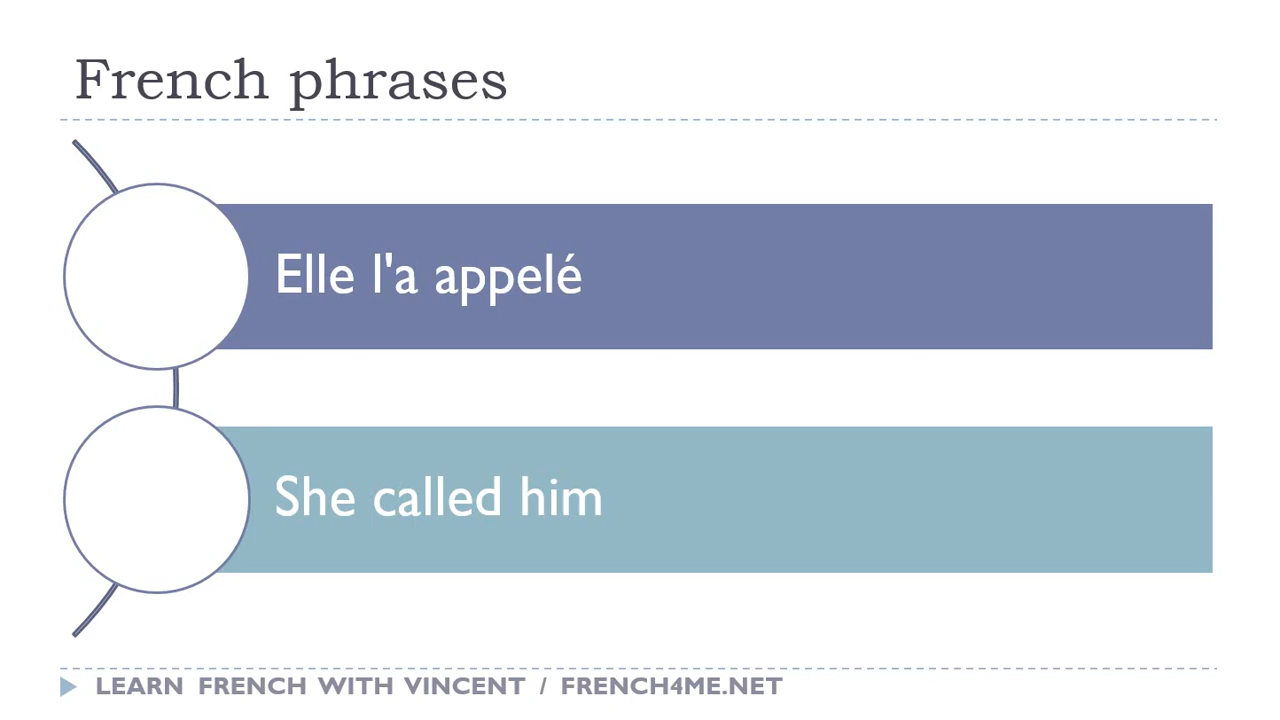 French phrases
Elle l'a appelé
She called him
LEARN FRENCH WITH VINCENT / FRENCH4ME.NET